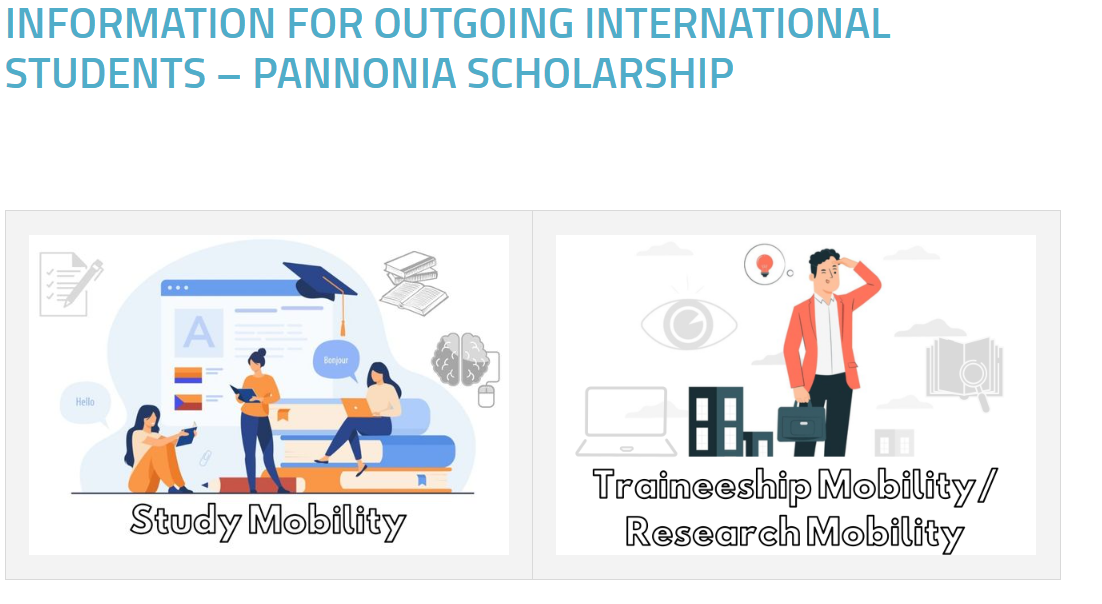 INFORMATION FOR OUTGOING INTERNATIONAL
STUDENTS – PANNONIA SCHOLARSHIP
A
Bonjour
Hello
Study Mobility
Traineeship Mobility /
Research Mobility